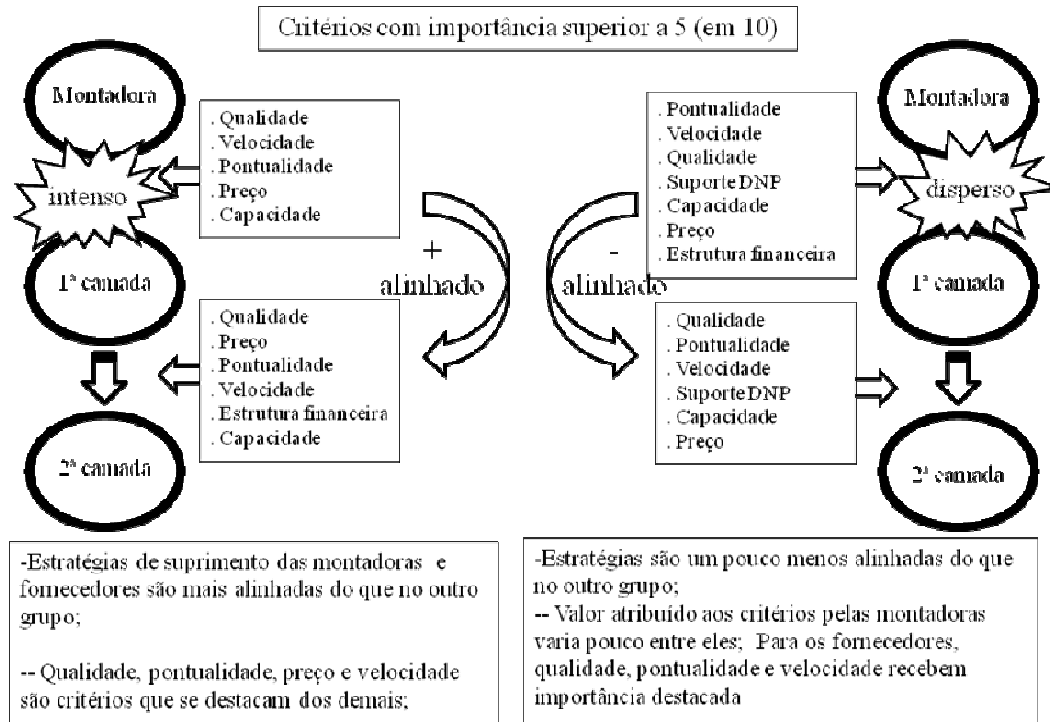 Critérios com importância superior a 5 (em 10)
Montadora
intenso
1ª camada
2ª camada
. Qualidade
. Velocidade
. Pontualidade
. Preço
. Capacidade
. Qualidade
. Preço
. Pontualidade
. Velocidade
. Estrutura financeira
. Capacidade
+
alinhado
-
alinhado
. Pontualidade
. Velocidade
. Qualidade
. Suporte DNP
. Capacidade
. Preço
. Estrutura financeira
. Qualidade
. Pontualidade
. Velocidade
. Suporte DNP
. Capacidade
. Preço
Montadora
disperso
1ª camada
2ª camada
-Estratégias de suprimento das montadoras e
fornecedores são mais alinhadas do que no outro
grupo;
-- Qualidade, pontualidade, preço e velocidade
são critérios que se destacam dos demais;
-Estratégias são um pouco menos alinhadas do que
no outro grupo;
-- Valor atribuído aos critérios pelas montadoras
varia pouco entre eles; Para os fornecedores,
qualidade, pontualidade e velocidade recebem
importância destacada